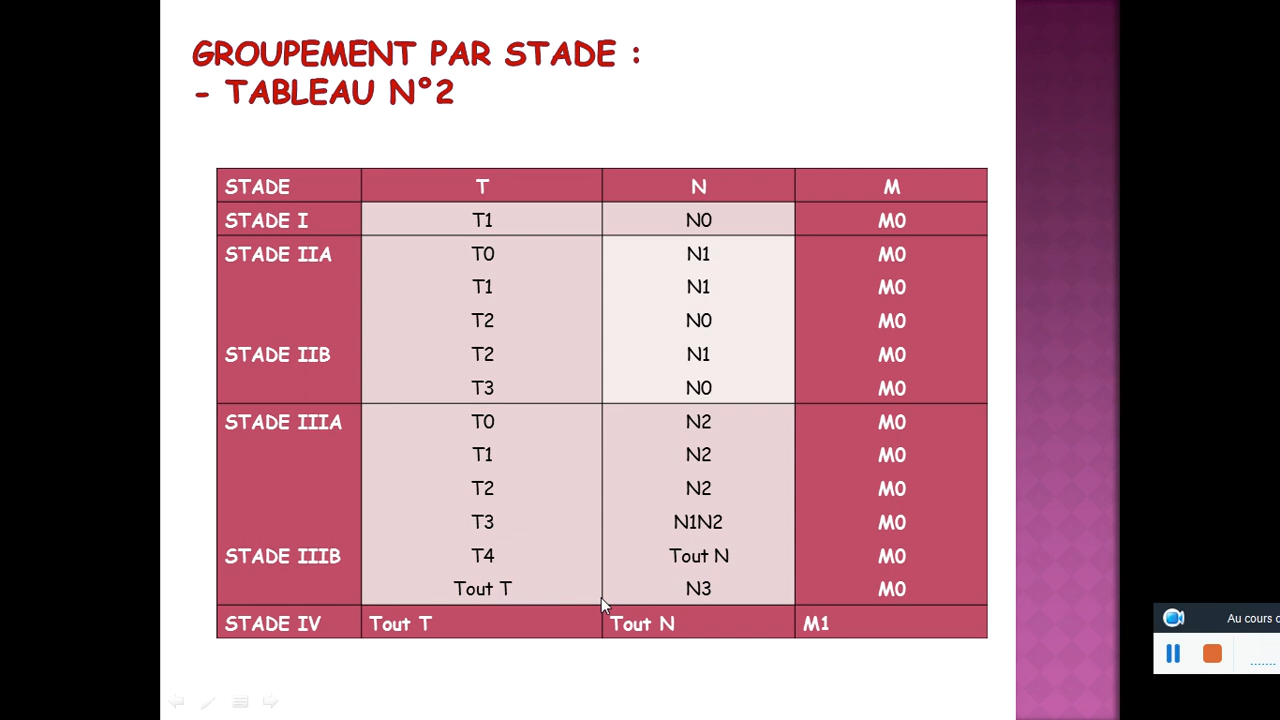 GROUPEMENT PAR STADE :
- TABLEAU N°2
STADE T N M
STADE I T1 N0 M0
STADE IIA T0 N1 M0
T1 N1 M0
T2 N0 M0
STADE IIB T2 N1 M0
T3 N0 M0
STADE IIIA T0 N2 M0
T1 N2 M0
T2 N2 M0
T3 N1N2 M0
STADE IIIB T4 Tout N M0
Tout T N3 M0
STADE IV Tout T Tout N M1
Au cours